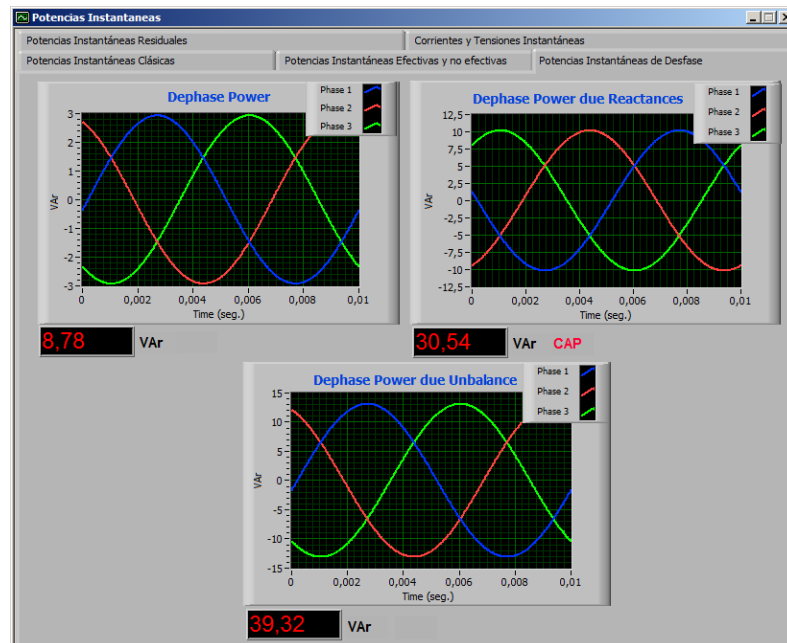 Potencias Instantaneas
Potencias Instantáneas Residuales
Corrientes y Tensiones Instantáneas
Potencias Instantáneas Clásicas
Potencias Instantáneas Efectivas y no efectivas
Potencias Instantáneas de Desfase
Dephase Power
Phase 1
Phase 2
Phase 3
VAr
3
2
1
0
-1
-2
-3
0
0,002
0,004
0,006
0,008
0,01
Time (seg.)
8,78
VAr
Dephase Power due Reactances
Phase 1
Phase 2
Phase 3
VAr
12,5
10
7,5
5
2,5
0
-2,5
-5
-7,5
-10
-12,5
0
0,002
0,004
0,006
0,008
0,01
Time (seg.)
30,54
VAr
CAP
Dephase Power due Unbalance
Phase 1
Phase 2
Phase 3
VAr
15
10
5
0
-5
-10
-15
0
0,002
0,004
0,006
0,008
0,01
Time (seg.)
39,32
VAr